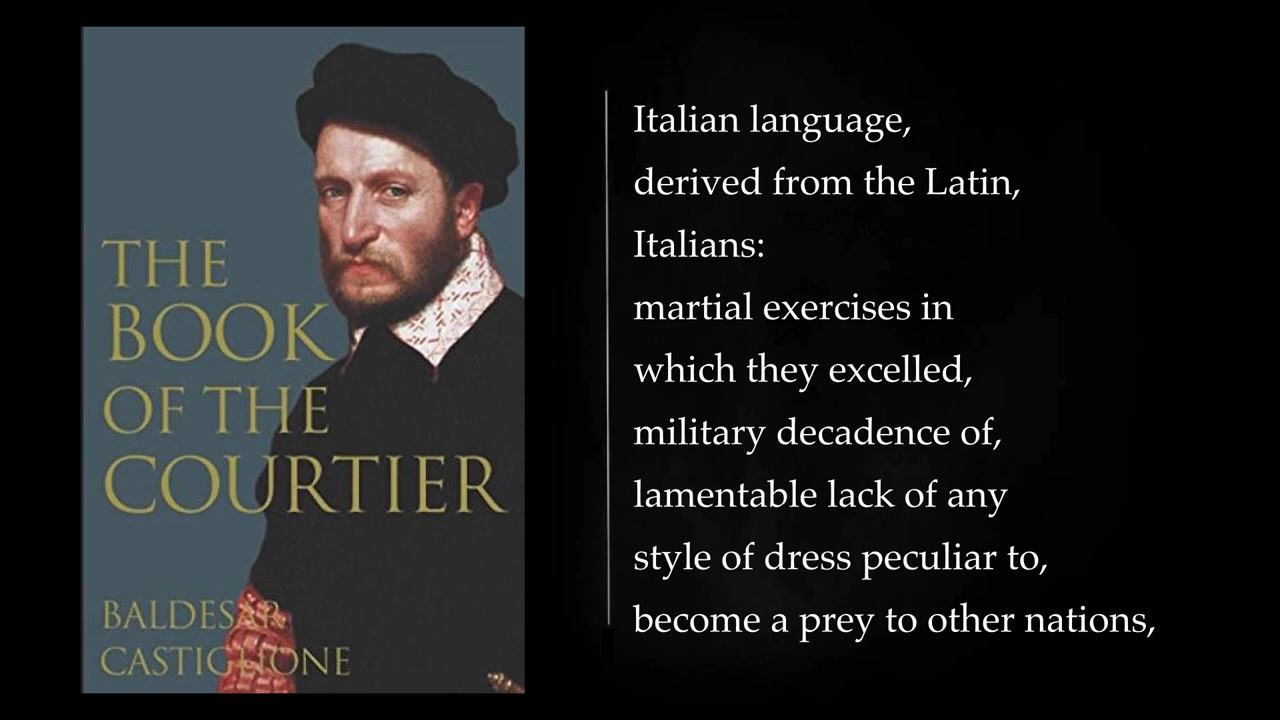 THE
BOOK
OF THE
COURTIER
BALDESAR
CASTIGLIONE
Italian language,
derived from the Latin,
Italians:
martial exercises in
which they excelled,
military decadence of,
lamentable lack of any
style of dress peculiar to,
become a prey to other nations,